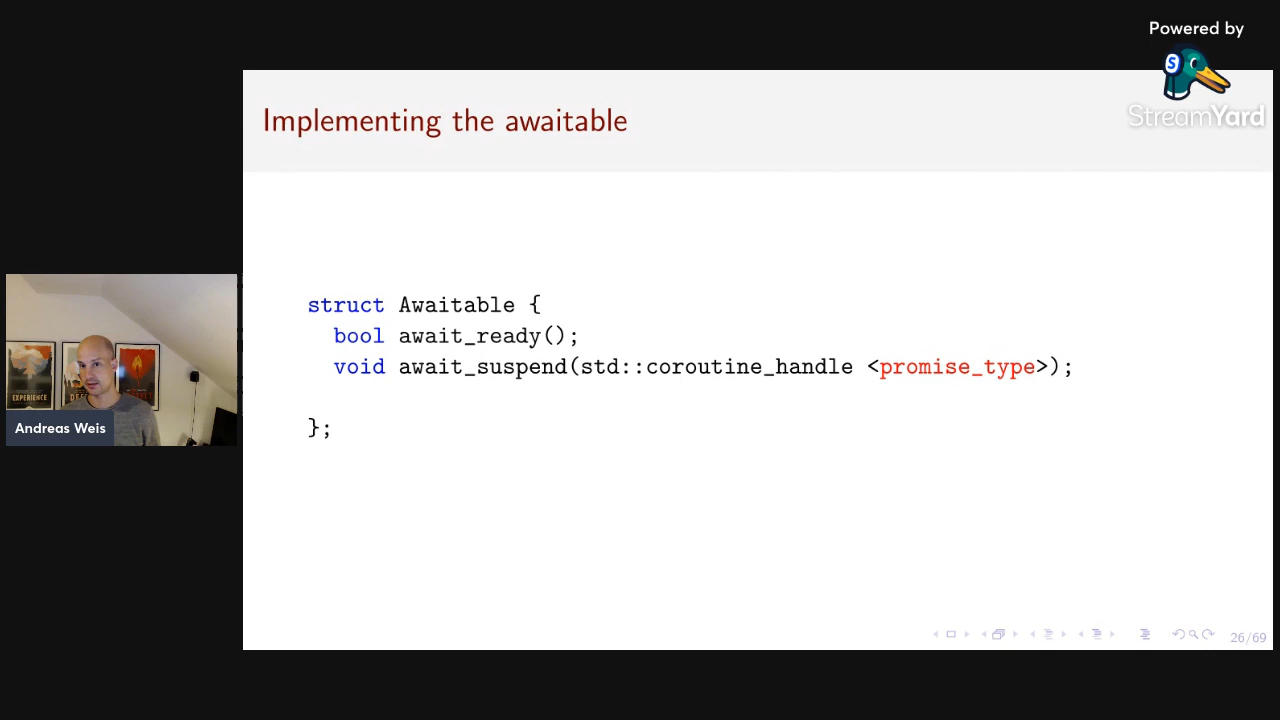 Powered by
StreamYard
Implementing the awaitable
struct Awaitable {
bool await_ready();
void await_suspend(std::coroutine_handle <promise_type>);
};
EXPERIENCE
Andreas Weis
26/69